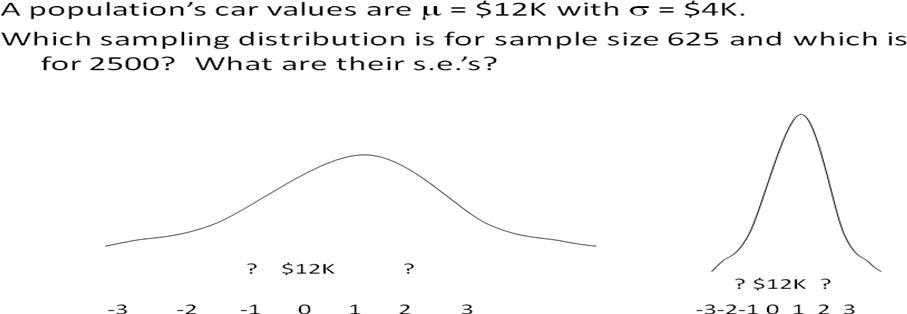 A population’s car values are μ = $12K with σ = $4K.
Which sampling distribution is for sample size 625 and which is
for 2500? What are their s.e.’s?
? $12K ?
-3 -2 -1 0 1 2 3
? $12K ?
-3-2-1 0 1 2 3